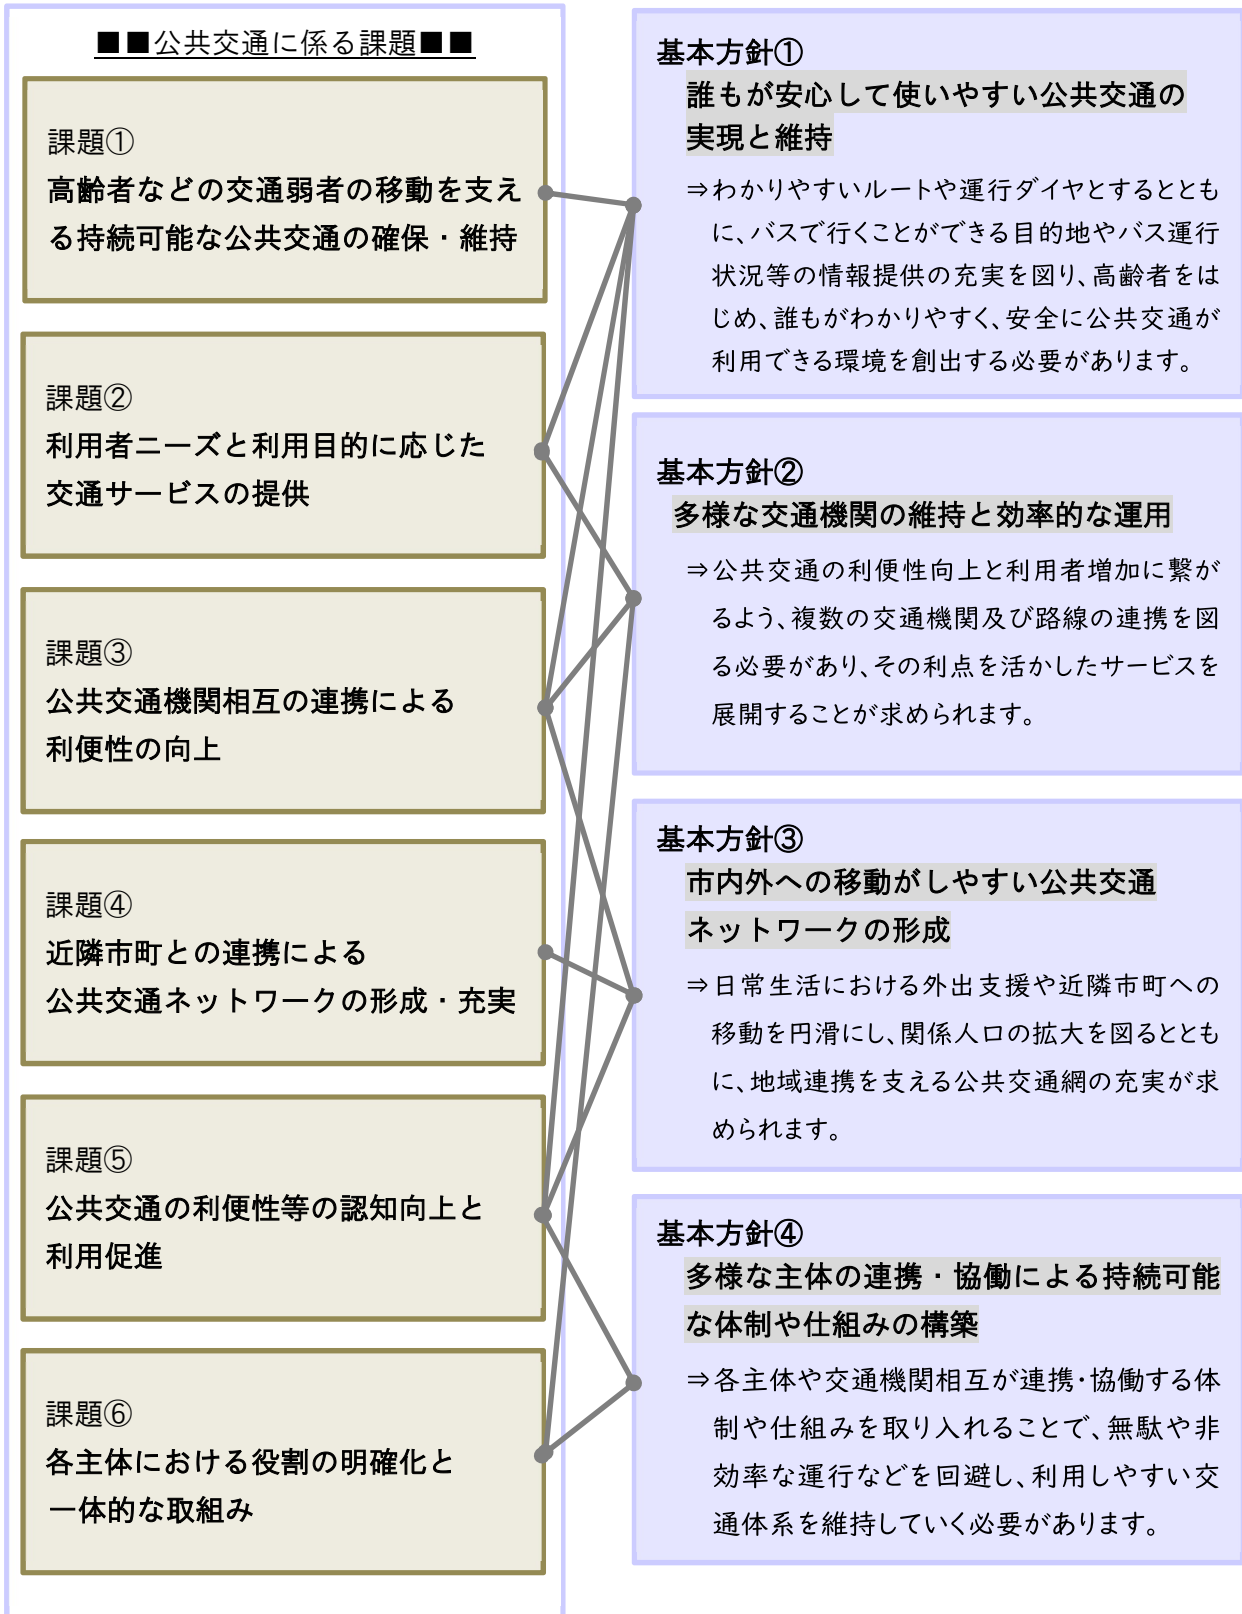 ■■公共交通に係る課題■■
課題①
高齢者などの交通弱者の移動を支え
る持続可能な公共交通の確保・維持
課題②
利用者ニーズと利用目的に応じた
交通サービスの提供
課題③
公共交通機関相互の連携による
利便性の向上
課題④
近隣市町との連携による
公共交通ネットワークの形成・充実
課題⑤
公共交通の利便性等の認知向上と
利用促進
課題⑥
各主体における役割の明確化と
一体的な取組み
基本方針①
誰もが安心して使いやすい公共交通の
実現と維持
⇒わかりやすいルートや運行ダイヤとするととも
に、バスで行くことができる目的地やバス運行
状況等の情報提供の充実を図り、高齢者をは
じめ、誰もがわかりやすく、安全に公共交通が
利用できる環境を創出する必要があります。
基本方針②
多様な交通機関の維持と効率的な運用
⇒公共交通の利便性向上と利用者増加に繋が
るよう、複数の交通機関及び路線の連携を図
る必要があり、その利点を活かしたサービスを
展開することが求められます。
基本方針③
市内外への移動がしやすい公共交通
ネットワークの形成
⇒日常生活における外出支援や近隣市町への
移動を円滑にし、関係人口の拡大を図るととも
に、地域連携を支える公共交通網の充実が求
められます。
基本方針④
多様な主体の連携・協働による持続可能
な体制や仕組みの構築
⇒各主体や交通機関相互が連携・協働する体
制や仕組みを取り入れることで、無駄や非
効率な運行などを回避し、利用しやすい交
通体系を維持していく必要があります。